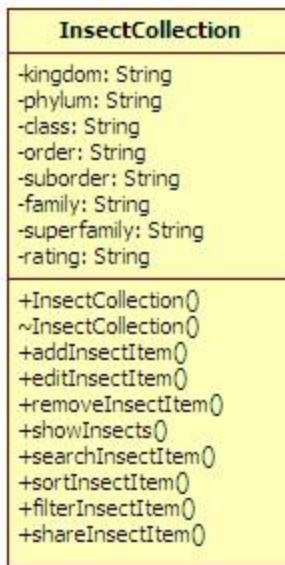 InsectCollection
-kingdom: String
-phylum: String
-class: String
-order: String
-suborder: String
-family: String
-superfamily: String
-rating: String
+InsectCollection()
~InsectCollection()
+addInsectItem()
+editInsectItem()
+removeInsectItem()
+showInsects()
+searchInsectItem()
+sortInsectItem()
+filterInsectItem()
+shareInsectItem()